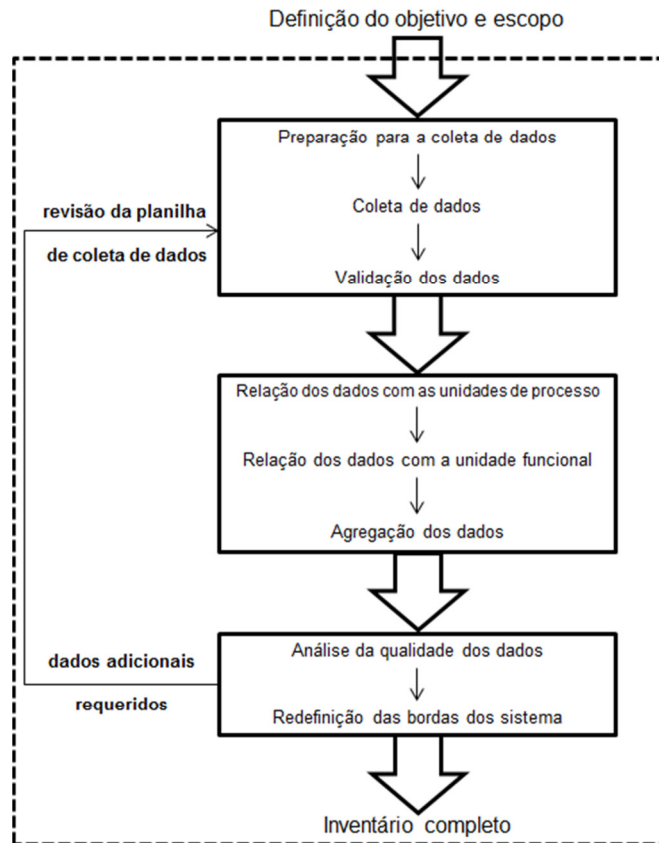 Definição do objetivo e escopo
Preparação para a coleta de dados
Coleta de dados
Validação dos dados
revisão da planilha
de coleta de dados
Relação dos dados com as unidades de processo
Relação dos dados com a unidade funcional
Agregação dos dados
Análise da qualidade dos dados
Redefinição das bordas dos sistema
dados adicionais
requeridos
Inventário completo